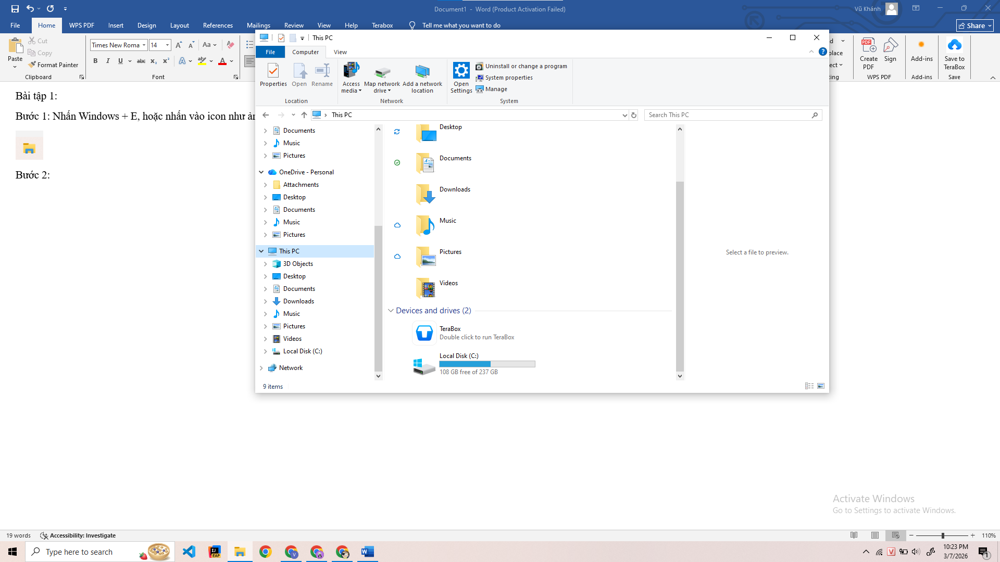 Document1 - Word (Product Activation Failed)
Vũ Khánh
File Home WPS PDF Insert Design Layout References Mailings Review View Help Terabox Tell me what you want to do
Share
Paste
Cut
Copy
Format Painter
Clipboard
Times New Roma 14
Aa
B I U abc x₂ x² A A
Font
Create PDF
Sign
WPS PDF
Add-ins
Add-ins
Save to TeraBox
Save
Bài tập 1:
Bước 1: Nhấn Windows + E, hoặc nhấn vào icon như
Bước 2:
This PC
File Computer View
Properties Open Rename
Location
Access media
Map network drive
Add a network location
Network
Open Settings
Uninstall or change a program
System properties
Manage
System
This PC
Search This PC
Documents
Music
Pictures
OneDrive - Personal
Attachments
Desktop
Documents
Music
Pictures
This PC
3D Objects
Desktop
Documents
Downloads
Music
Pictures
Videos
Local Disk (C:)
Network
Desktop
Documents
Downloads
Music
Pictures
Videos
Devices and drives (2)
TeraBox
Double click to run TeraBox
Local Disk (C:)
108 GB free of 237 GB
Select a file to preview.
9 items
Activate Windows
Go to Settings to activate Windows.
19 words Accessibility: Investigate
110%
Type here to search
10:23 PM
3/7/2026
1